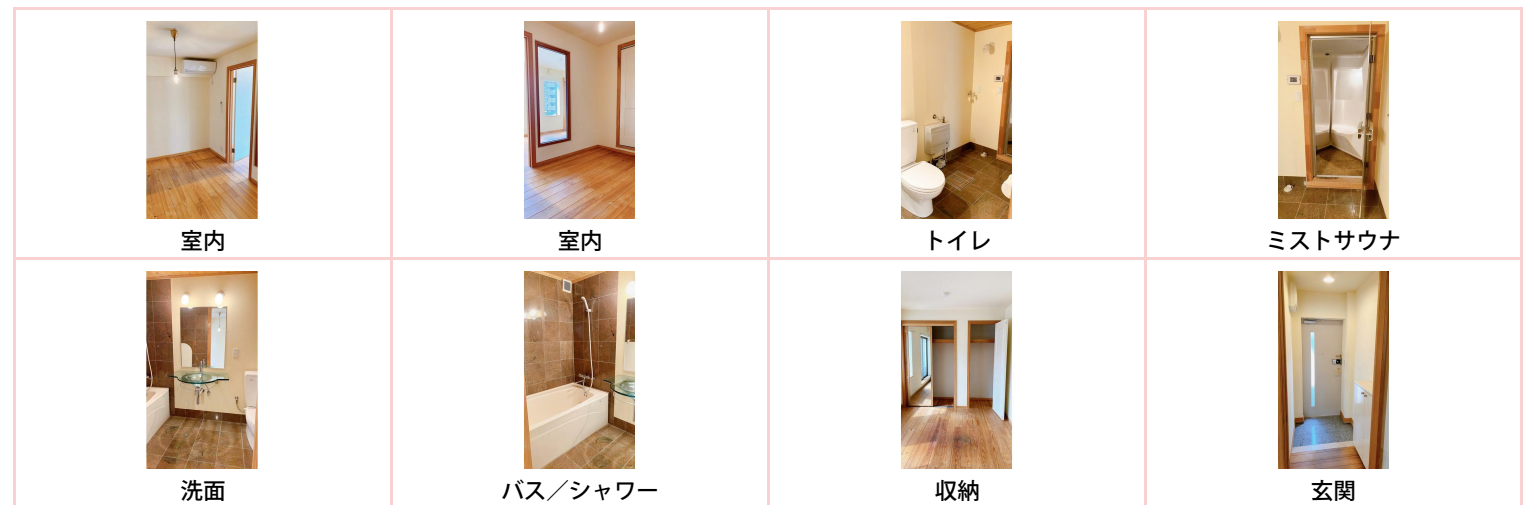 室内
室内
トイレ
ミストサウナ
洗面
バス／シャワー
収納
玄関